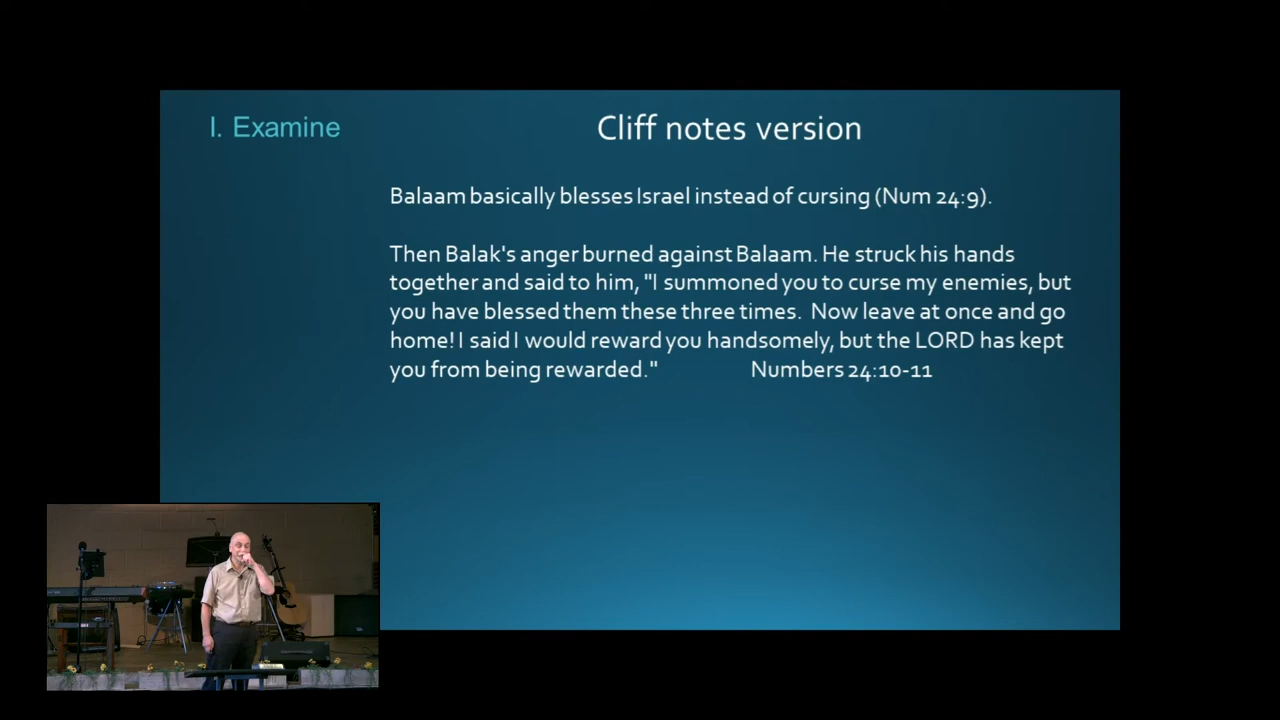 I. Examine
Cliff notes version
Balaam basically blesses Israel instead of cursing (Num 24:9).
Then Balak's anger burned against Balaam. He struck his hands
together and said to him, "I summoned you to curse my enemies, but
you have blessed them these three times.  Now leave at once and go
home! I said I would reward you handsomely, but the LORD has kept
you from being rewarded." Numbers 24:10-11